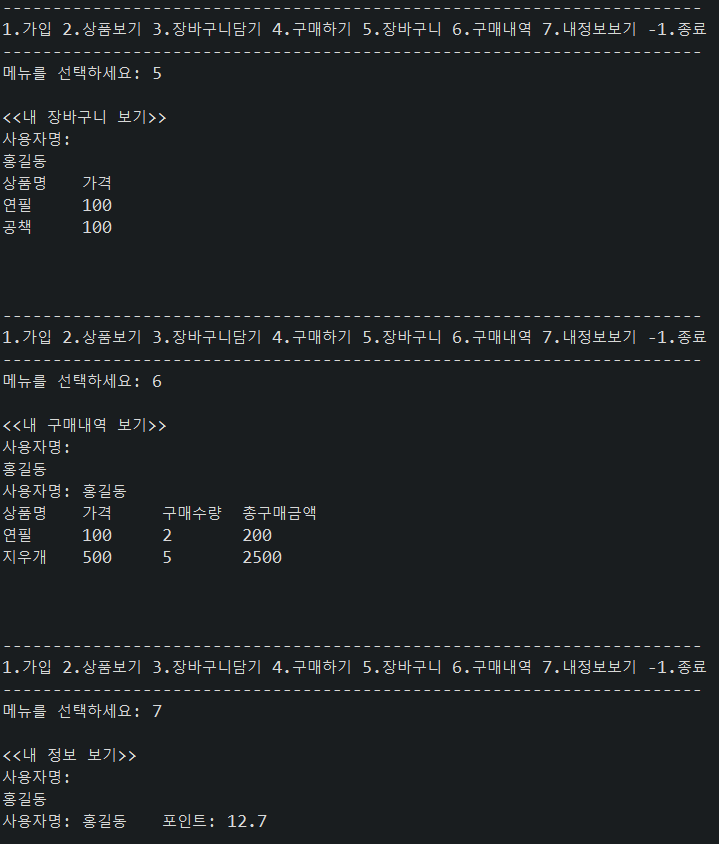 ----------------------------------------------------------------------
1.가입 2.상품보기 3.장바구니담기 4.구매하기 5.장바구니 6.구매내역 7.내정보보기 -1.종료
----------------------------------------------------------------------
메뉴를 선택하세요: 5
<<내 장바구니 보기>>
사용자명:
홍길동
상품명 가격
연필 100
공책 100
----------------------------------------------------------------------
1.가입 2.상품보기 3.장바구니담기 4.구매하기 5.장바구니 6.구매내역 7.내정보보기 -1.종료
----------------------------------------------------------------------
메뉴를 선택하세요: 6
<<내 구매내역 보기>>
사용자명:
홍길동
사용자명: 홍길동
상품명 가격 구매수량 총구매금액
연필 100 2 200
지우개 500 5 2500
----------------------------------------------------------------------
1.가입 2.상품보기 3.장바구니담기 4.구매하기 5.장바구니 6.구매내역 7.내정보보기 -1.종료
----------------------------------------------------------------------
메뉴를 선택하세요: 7
<<내 정보 보기>>
사용자명:
홍길동
사용자명: 홍길동 포인트: 12.7